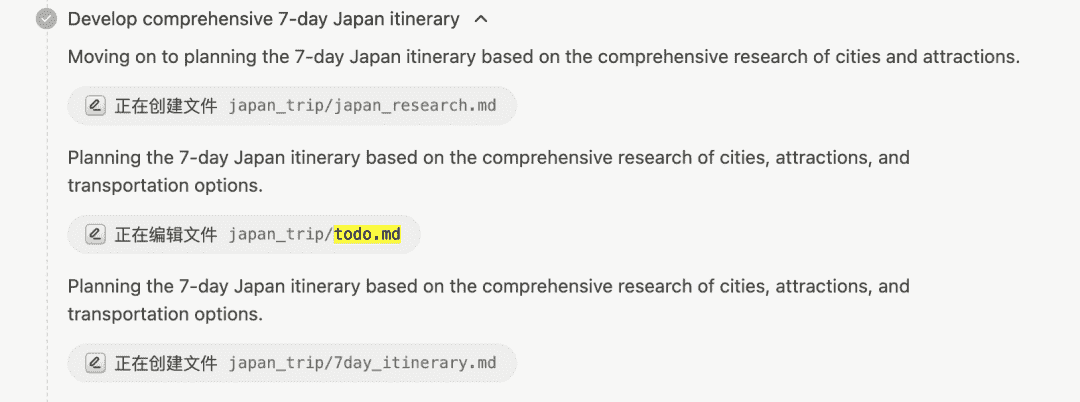 Develop comprehensive 7-day Japan itinerary
Moving on to planning the 7-day Japan itinerary based on the comprehensive research of cities and attractions.
正在创建文件 japan_trip/japan_research.md
Planning the 7-day Japan itinerary based on the comprehensive research of cities, attractions, and
transportation options.
正在编辑文件 japan_trip/todo.md
Planning the 7-day Japan itinerary based on the comprehensive research of cities, attractions, and
transportation options.
正在创建文件 japan_trip/7day_itinerary.md